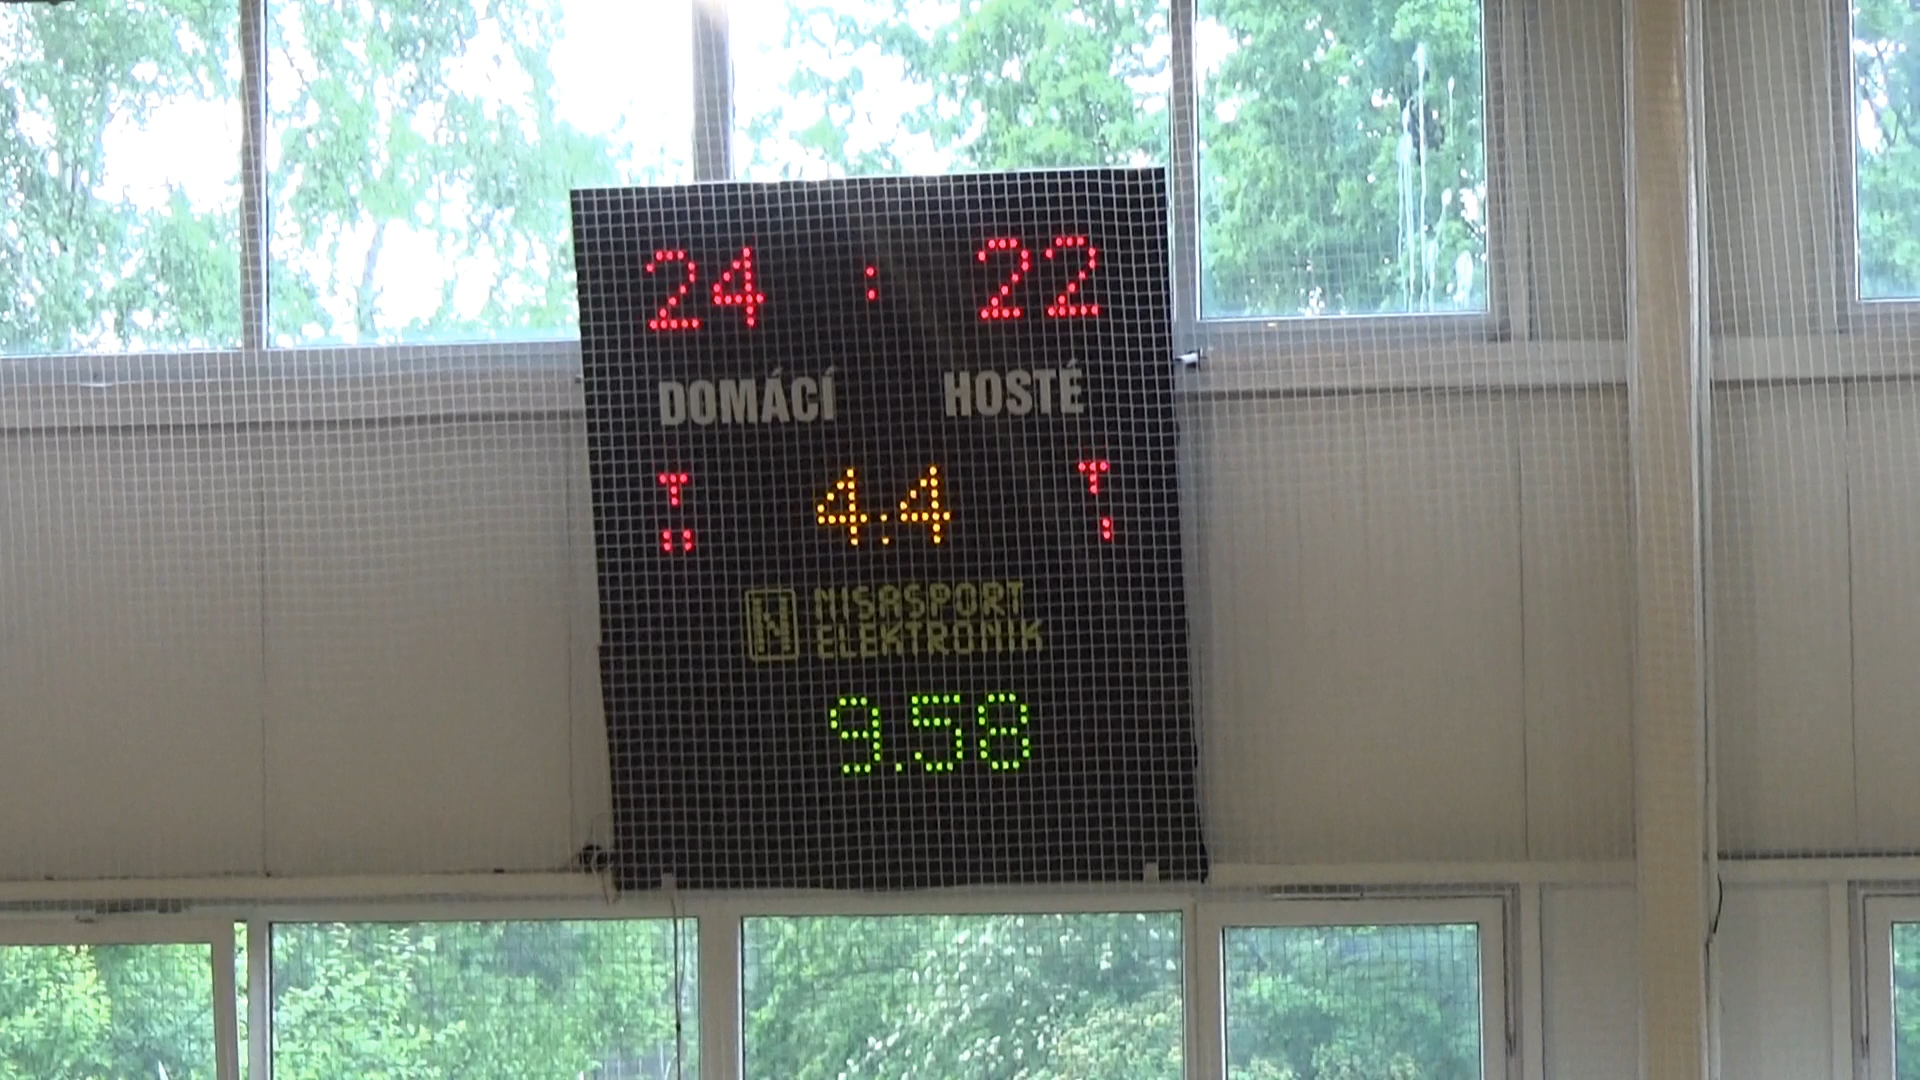 24 : 22
DOMÁCÍ HOSTÉ
T 4:4 T
N NISASPORT
ELEKTRONIK
9.58